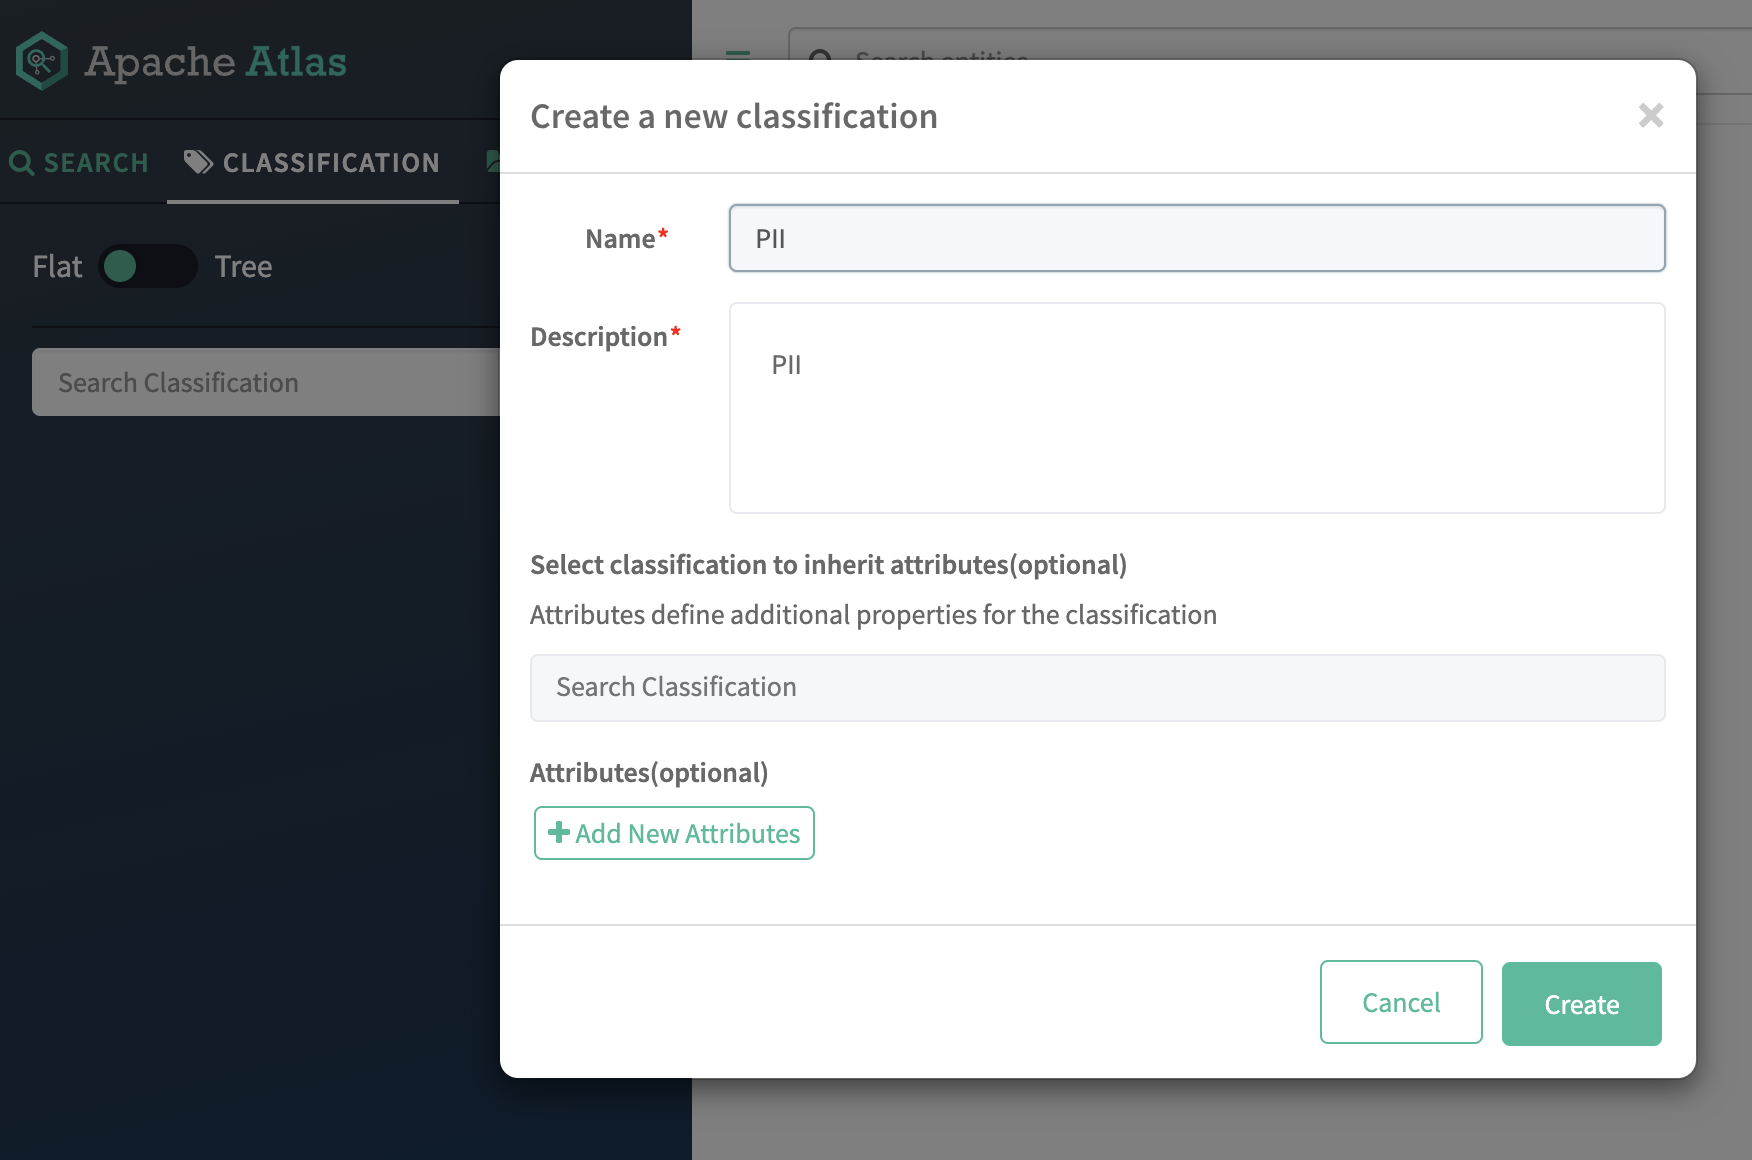 Apache Atlas
Search entities
SEARCH
CLASSIFICATION
Flat
Tree
Search Classification
Create a new classification
Name*
PII
Description*
PII
Select classification to inherit attributes(optional)
Attributes define additional properties for the classification
Search Classification
Attributes(optional)
Add New Attributes
Cancel
Create